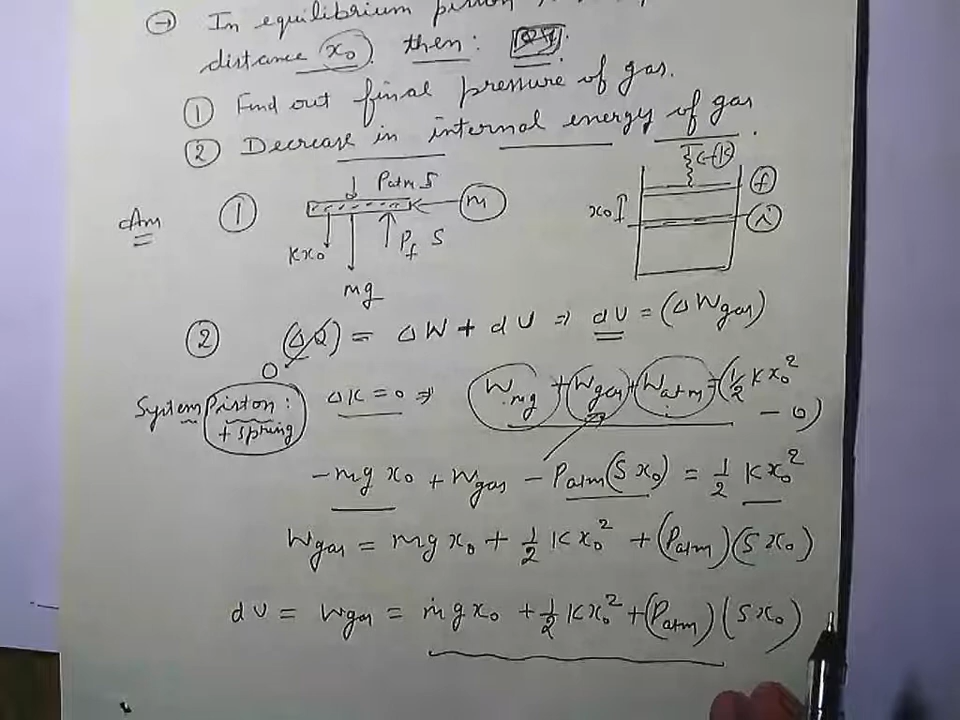 → In equilibrium piston
distance x₀. then:
① Find out final pressure of gas.
② Decrease in internal energy of gas.
Ans ① Patm S
m
Kx₀
Pf S
mg
(K)
f
x₀
i
② (ΔQ) = ΔW + dU ⇒ dU = (ΔWgas)
0
System Piston: + spring
ΔK = 0 ⇒ Wmg + Wgas + Watm = (½ Kx₀² - 0)
-mg x₀ + Wgas - Patm(S x₀) = ½ Kx₀²
Wgas = mg x₀ + ½ Kx₀² + (Patm)(S x₀)
dU = Wgas = mg x₀ + ½ Kx₀² + (Patm)(S x₀)